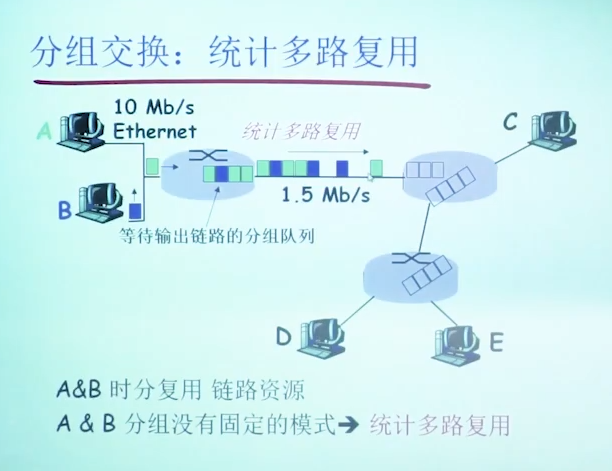 分组交换：统计多路复用
10 Mb/s
Ethernet
A
统计多路复用
C
1.5 Mb/s
B
等待输出链路的分组队列
D
E
A&B 时分复用 链路资源
A & B 分组没有固定的模式➔ 统计多路复用